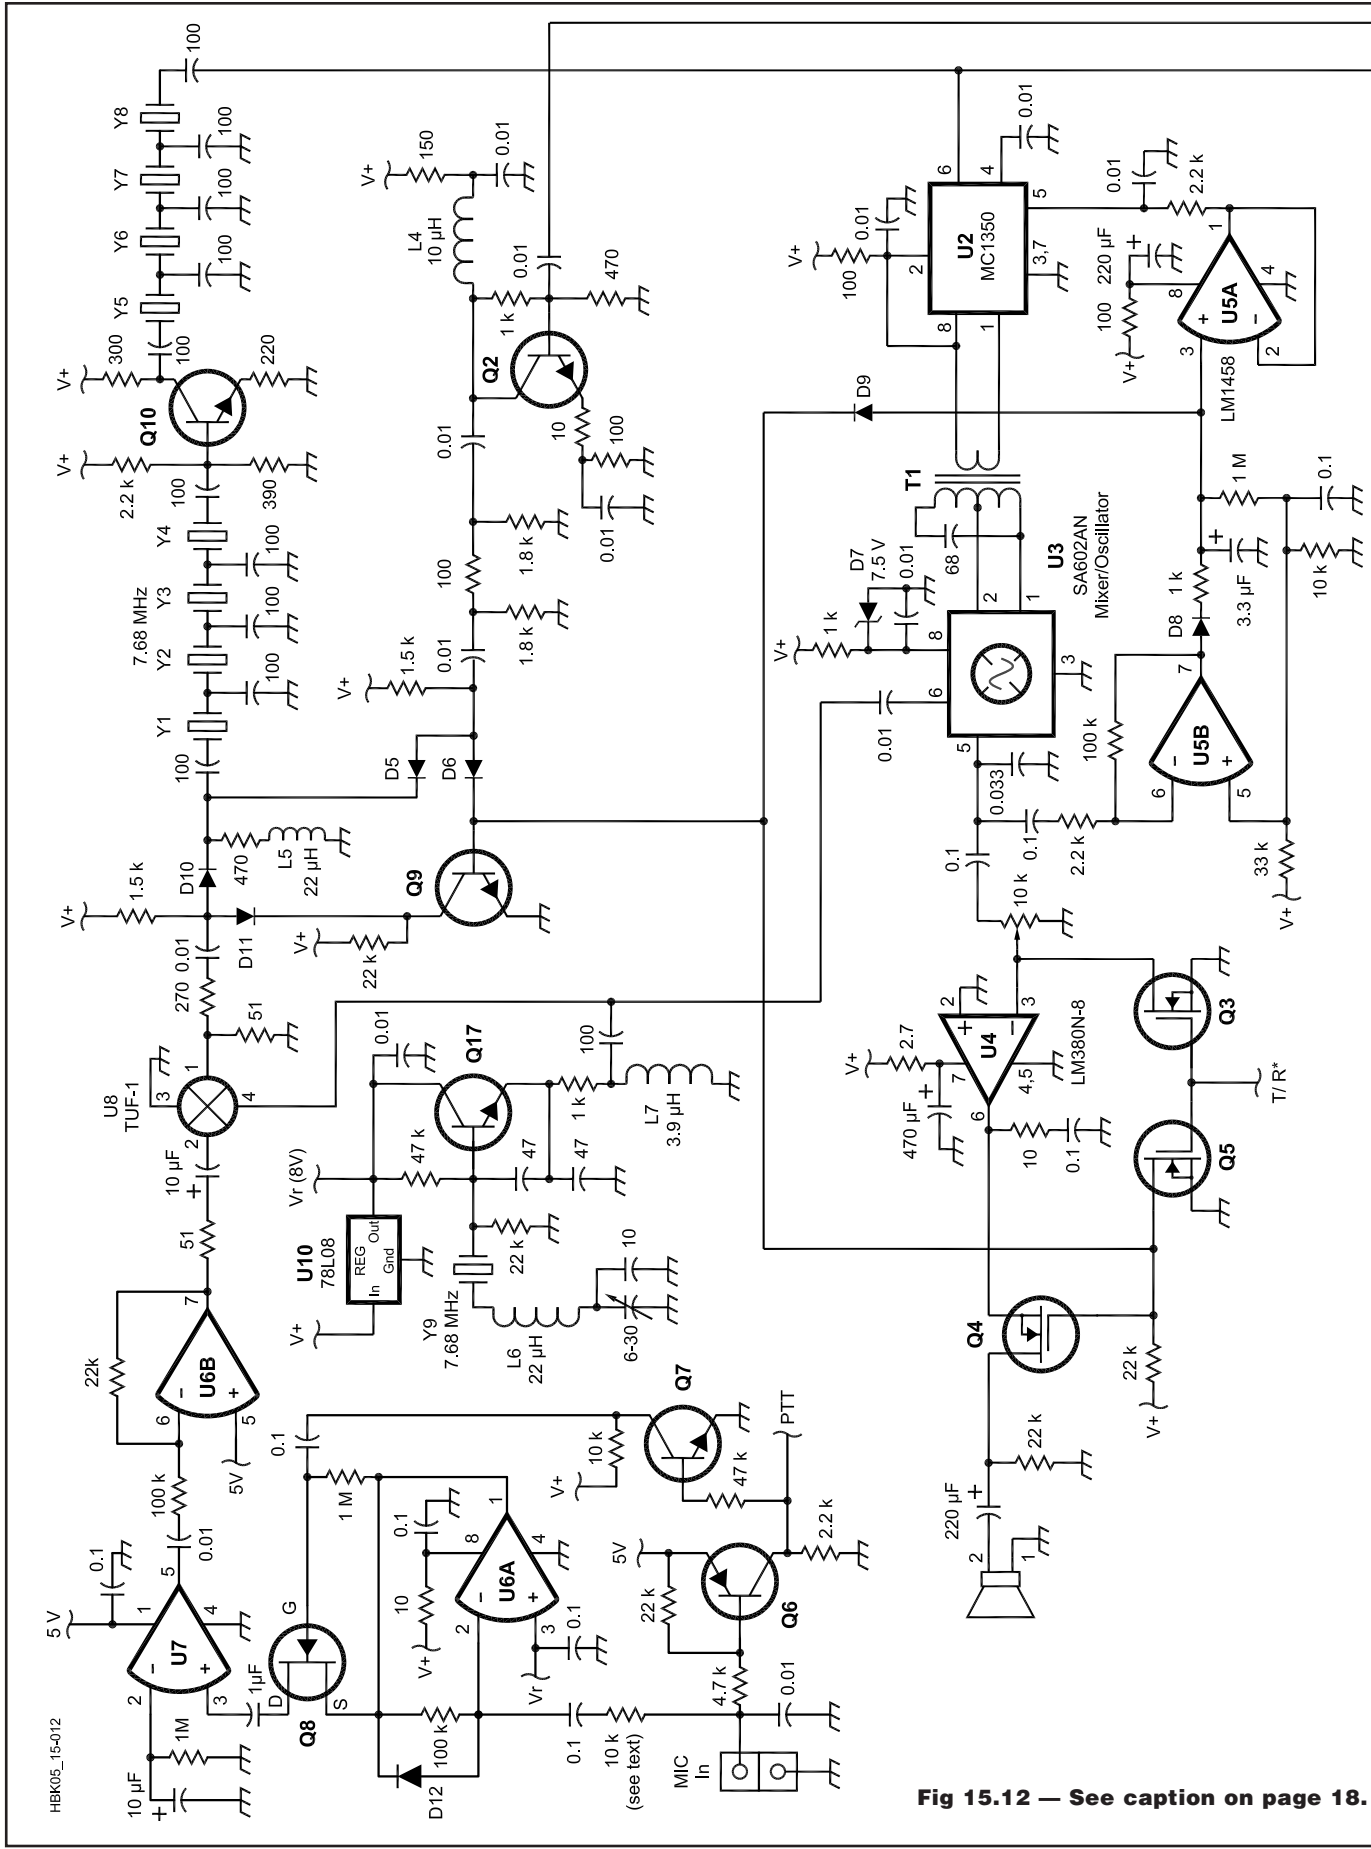 HBK05_15-012
100
Y8
100
Y7
100
Y6
100
Y5
V+
300
100
220
Q10
V+
2.2 k
100
390
Y4
100
Y3
100
7.68 MHz
Y2
100
Y1
100
V+
1.5 k
D10
470
L5
22 µH
0.01
D11
270
51
U8
TUF-1
3
1
4
2
10 µF
+
51
7
U6B
−
+
6
5
5V
22k
100 k
0.01
5 V
0.1
5
1
4
U7
−
+
2
3
1M
10 µF
+
1µF
V+
150
0.01
L4
10 µH
0.01
1 k
470
Q2
10
100
0.01
0.01
1.8 k
100
1.8 k
0.01
V+
1.5 k
D5
D6
Q9
V+
22 k
0.01
Q17
100
1 k
L7
3.9 µH
Vr (8V)
47 k
47
47
U10
78L08
REG
In
Out
Gnd
V+
22 k
Y9
7.68 MHz
L6
22 µH
10
6-30
0.1
1 M
G
D
S
Q8
Q7
10 k
V+
47 k
PTT
0.1
8
1
4
U6A
−
+
2
3
10
V+
Vr
0.1
5V
22 k
Q6
2.2 k
4.7 k
0.01
100 k
D12
0.1
10 k
(see text)
MIC
In
0.01
6
4
5
U2
MC1350
2
3,7
8
1
V+
100
0.01
0.01
2.2 k
220 µF
+
1
8
4
U5A
+
−
3
2
100
V+
LM1458
D9
T1
68
D7
7.5 V
0.01
1 k
V+
U3
SA602AN
Mixer/Oscillator
2
1
8
6
3
5
0.01
1 M
0.1
+
3.3 µF
10 k
1 k
D8
7
U5B
−
+
6
5
100 k
0.033
0.1
2.2 k
0.1
10 k
33 k
V+
2
3
+
−
U4
LM380N-8
7
4,5
6
V+
2.7
+
470 µF
10
0.1
Q3
Q5
T/ R*
Q4
22 k
V+
22 k
220 µF
+
2
1
Fig 15.12 — See caption on page 18.